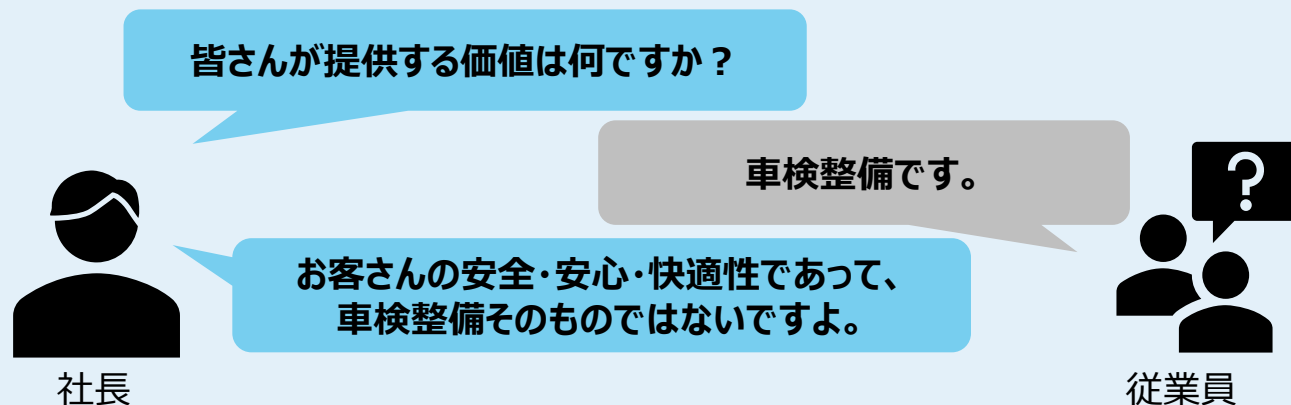 皆さんが提供する価値は何ですか？
車検整備です。
?
お客さんの安全・安心・快適性であって、
車検整備そのものではないですよ。
社長
従業員